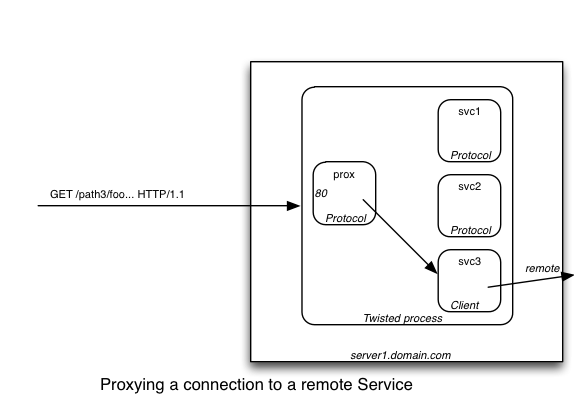 svc1
Protocol
prox
80
Protocol
GET /path3/foo... HTTP/1.1
svc2
Protocol
svc3
remote
Client
Twisted process
server1.domain.com
Proxying a connection to a remote Service